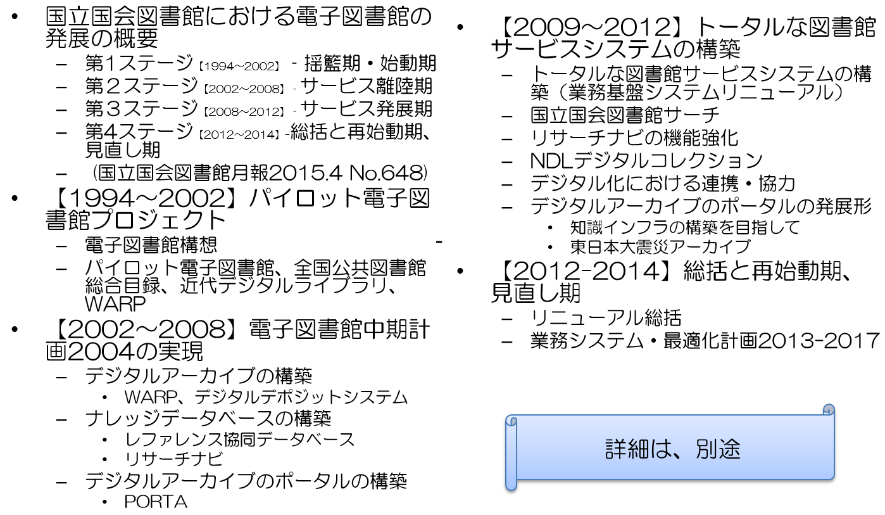 • 国立国会図書館における電子図書館の
発展の概要
– 第1ステージ【1994~2002】 - 揺籃期・始動期
– 第２ステージ【2002~2008】 - サービス離陸期
– 第３ステージ【2008~2012】 - サービス発展期
– 第4ステージ【2012~2014】 -総括と再始動期、
見直し期
– （国立国会図書館月報2015.4 No.648)
• 【1994～2002】パイロット電子図
書館プロジェクト
– 電子図書館構想
– パイロット電子図書館、全国公共図書館
総合目録、近代デジタルライブラリ、
WARP
• 【2002～2008】電子図書館中期計
画2004の実現
– デジタルアーカイブの構築
• WARP、デジタルデポジットシステム
– ナレッジデータベースの構築
• レファレンス協同データベース
• リサーチナビ
– デジタルアーカイブのポータルの構築
• PORTA
-
• 【2009～2012】トータルな図書館
サービスシステムの構築
– トータルな図書館サービスシステムの構
築（業務基盤システムリニューアル）
– 国立国会図書館サーチ
– リサーチナビの機能強化
– NDLデジタルコレクション
– デジタル化における連携・協力
– デジタルアーカイブのポータルの発展形
• 知識インフラの構築を目指して
• 東日本大震災アーカイブ
• 【2012-2014】総括と再始動期、
見直し期
– リニューアル総括
– 業務システム・最適化計画2013-2017
詳細は、別途